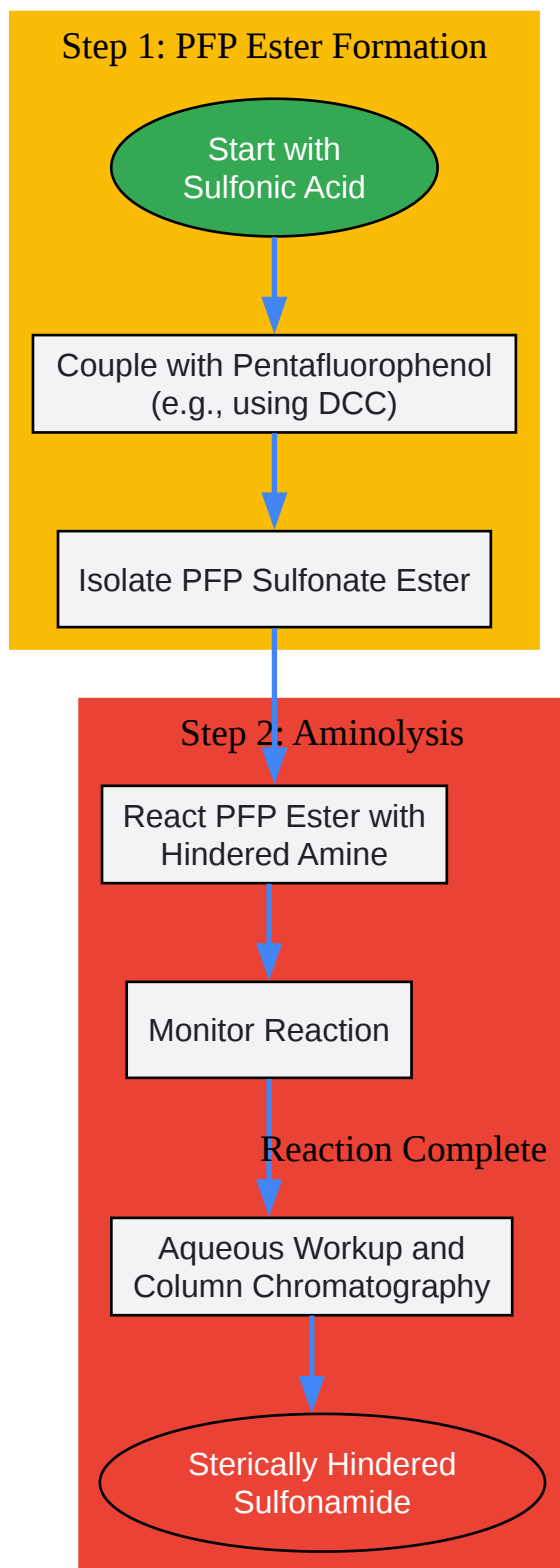 Step 1: PFP Ester Formation
Start with
Sulfonic Acid
Couple with Pentafluorophenol
(e.g., using DCC)
Isolate PFP Sulfonate Ester
Step 2: Aminolysis
React PFP Ester with
Hindered Amine
Monitor Reaction
Reaction Complete
Aqueous Workup and
Column Chromatography
Sterically Hindered
Sulfonamide